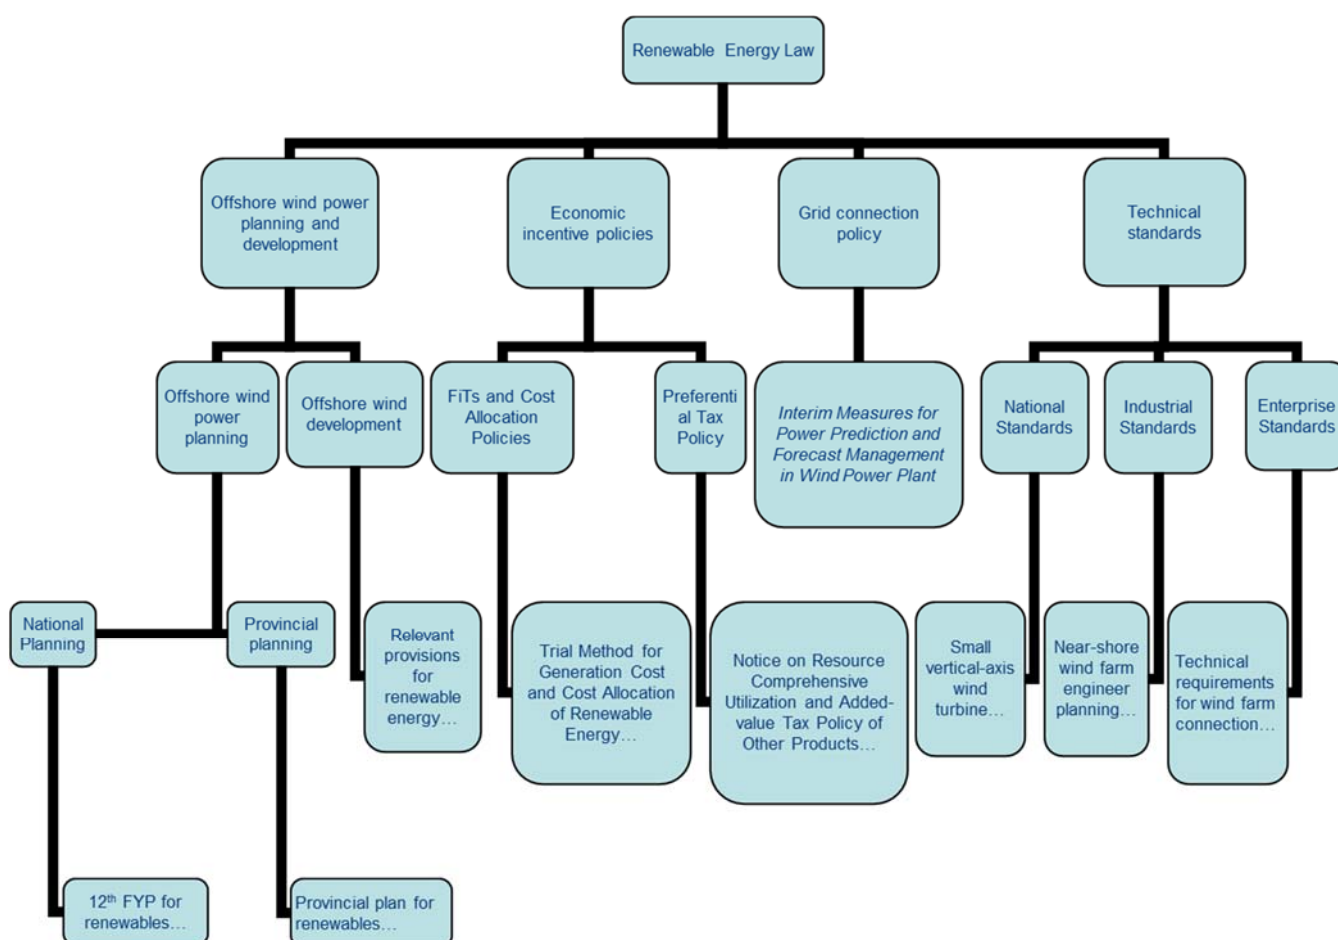 Renewable Energy Law
Offshore wind power
planning and
development
Economic
incentive policies
Grid connection
policy
Technical
standards
Offshore wind
power
planning
Offshore wind
development
FiTs and Cost
Allocation
Policies
Preferenti
al Tax
Policy
Interim Measures for
Power Prediction and
Forecast Management
in Wind Power Plant
National
Standards
Industrial
Standards
Enterprise
Standards
National
Planning
Provincial
planning
Relevant
provisions
for
renewable
energy…
Trial Method for
Generation Cost
and Cost Allocation
of Renewable
Energy…
Notice on Resource
Comprehensive
Utilization and Added-
value Tax Policy of
Other Products…
Small
vertical-axis
wind
turbine…
Near-shore
wind farm
engineer
planning…
Technical
requirements
for wind farm
connection…
12th FYP for
renewables…
Provincial plan for
renewables…